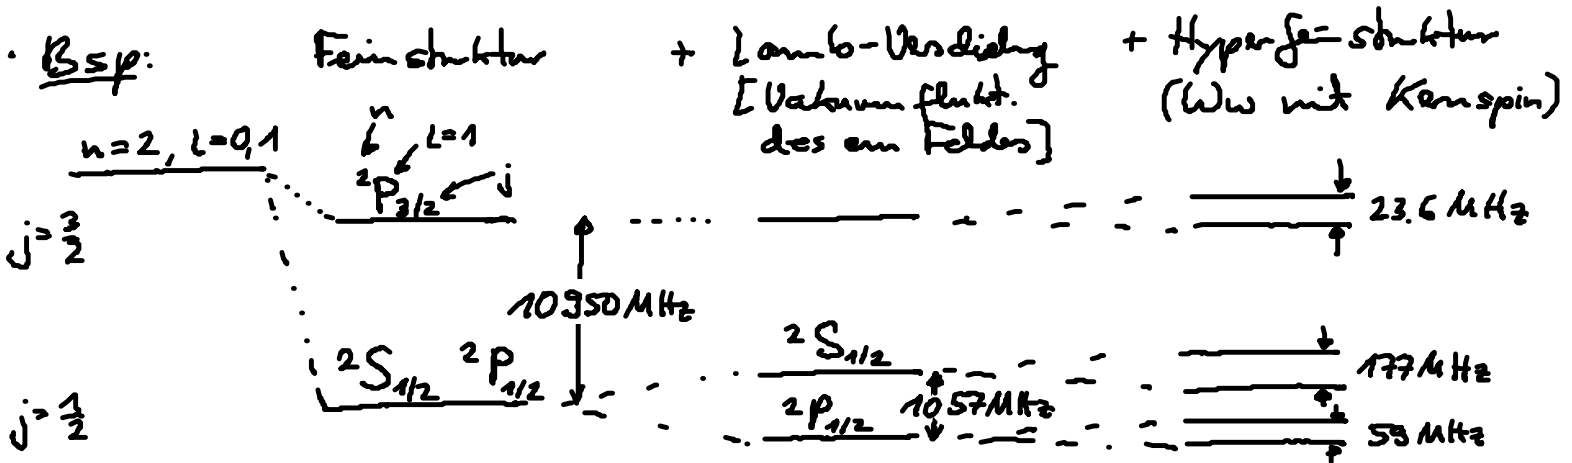 · Bsp: Feinstruktur + Lamb-Verschiebung + Hyperfeinstruktur
[Vakuumflukt. (Ww mit Kernspin)
des em Feldes]
n=2, l=0,1
n
l=1
²P₃/₂ j
j=3/2
23.6 MHz
10950 MHz
²S₁/₂ ²P₁/₂ ²S₁/₂ 177 MHz
j=1/2 ²P₁/₂ 1057 MHz 59 MHz